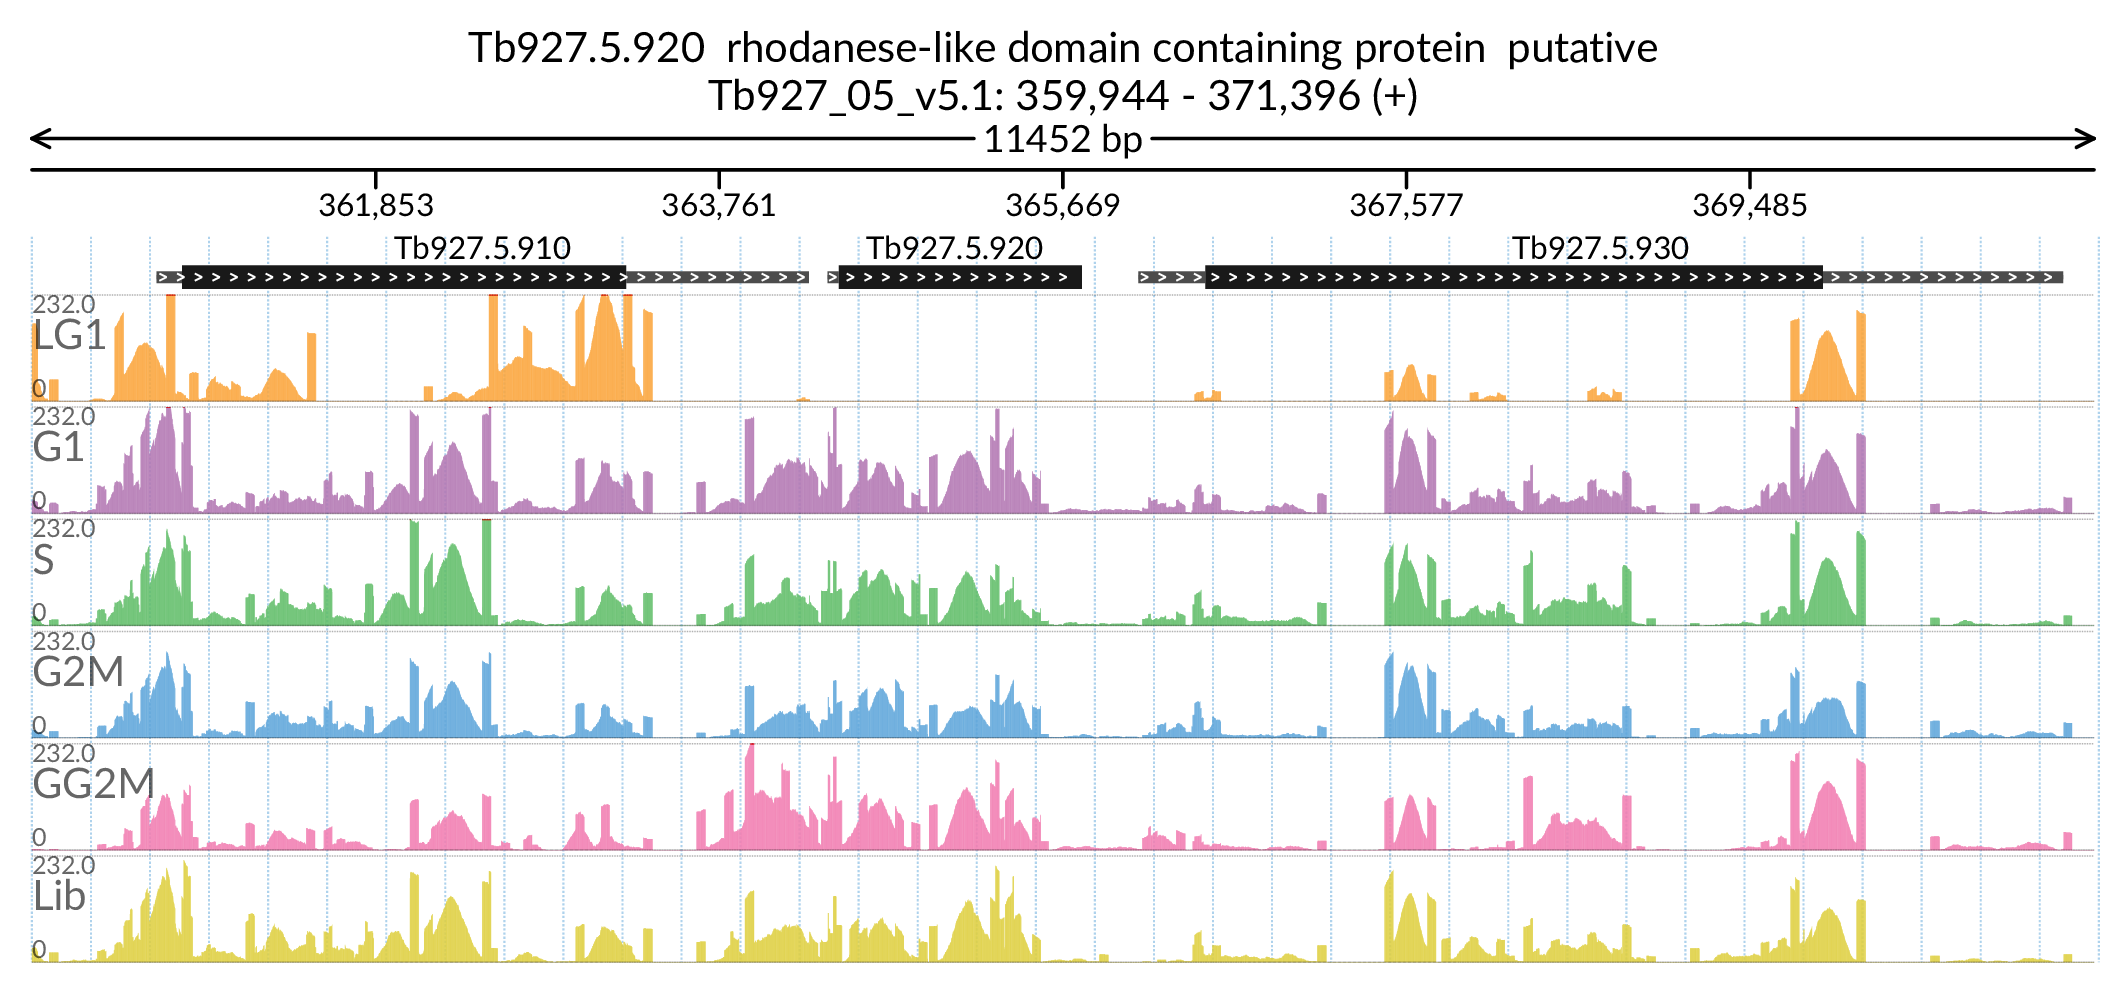 Tb927.5.920 rhodanese-like domain containing protein putative
Tb927_05_v5.1: 359,944 - 371,396 (+)
11452 bp
361,853 363,761 365,669 367,577 369,485
Tb927.5.910 Tb927.5.920 Tb927.5.930
232.0
LG1
0
232.0
G1
0
232.0
S
0
232.0
G2M
0
232.0
GG2M
0
232.0
Lib
0